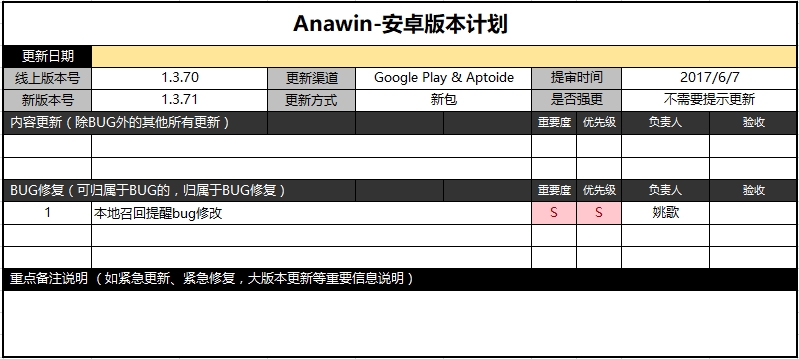 Anawin-安卓版本计划
更新日期
线上版本号 1.3.70 更新渠道 Google Play & Aptoide 提审时间 2017/6/7
新版本号 1.3.71 更新方式 新包 是否强更 不需要提示更新
内容更新（除BUG外的其他所有更新） 重要度 优先级 负责人 验收
BUG修复（可归属于BUG的，归属于BUG修复） 重要度 优先级 负责人 验收
1 本地召回提醒bug修改 S S 姚歌
重点备注说明 （如紧急更新、紧急修复，大版本更新等重要信息说明）